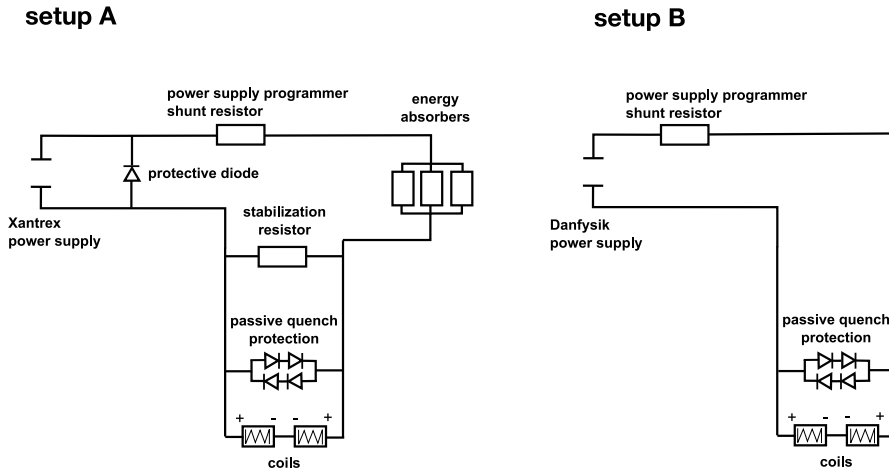 setup A
power supply programmer
shunt resistor
energy
absorbers
protective diode
Xantrex
power supply
stabilization
resistor
passive quench
protection
+ - - +
coils
setup B
power supply programmer
shunt resistor
Danfysik
power supply
passive quench
protection
+ - - +
coils